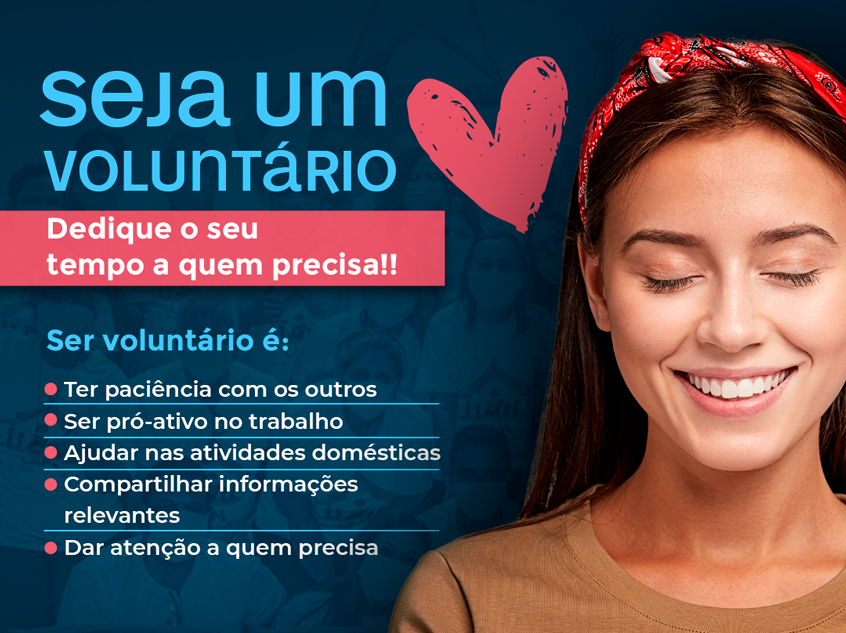 seja um
voluntário
Dedique o seu
tempo a quem precisa!!
Ser voluntário é:
Ter paciência com os outros
Ser pró-ativo no trabalho
Ajudar nas atividades domésticas
Compartilhar informações
relevantes
Dar atenção a quem precisa